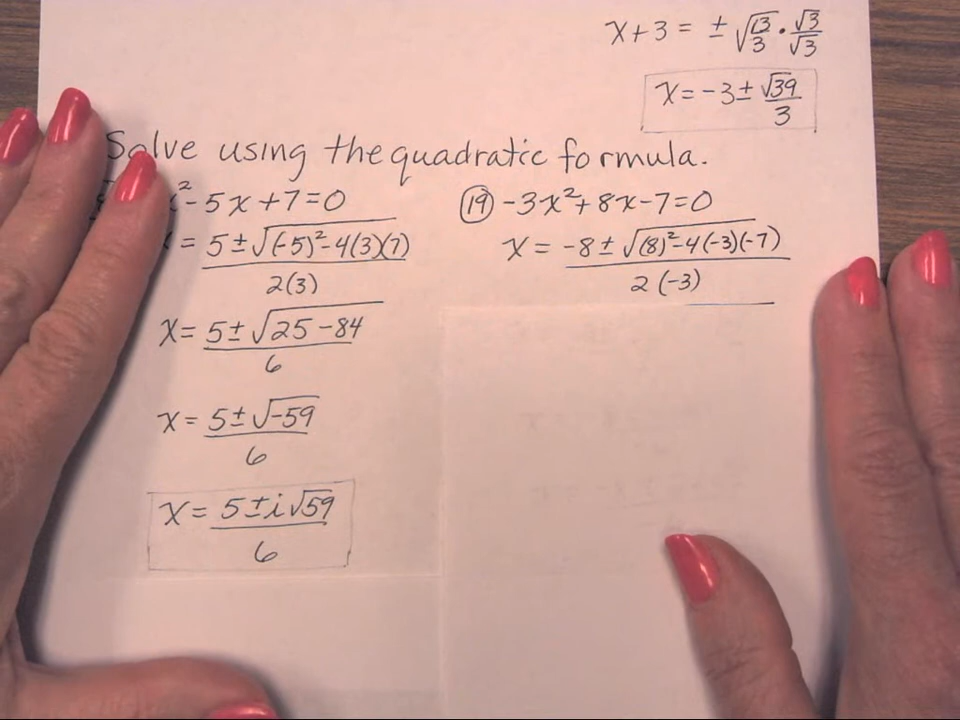 x+3 = ± √13/3 · √3/√3
x = -3 ± √39/3
Solve using the quadratic formula.
x²-5x+7=0
= 5±√(-5)²-4(3)(7) / 2(3)
x = 5±√25-84 / 6
x = 5±√-59 / 6
x = 5±i√59 / 6
19 -3x²+8x-7=0
x = -8±√(8)²-4(-3)(-7) / 2(-3)